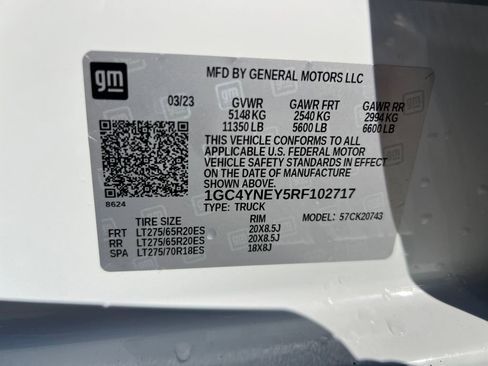 gm
MFD BY GENERAL MOTORS LLC
03/23 GVWR GAWR FRT GAWR RR
5148 KG 2540 KG 2994 KG
11350 LB 5600 LB 6600 LB
THIS VEHICLE CONFORMS TO ALL
APPLICABLE U.S. FEDERAL MOTOR
VEHICLE SAFETY STANDARDS IN EFFECT
ON THE DATE OF MANUFACTURE
SHOWN ABOVE.
1GC4YNEY5RF102717
8624 TYPE: TRUCK
TIRE SIZE RIM MODEL: 57CK20743
FRT LT275/65R20ES 20X8.5J
RR LT275/65R20ES 20X8.5J
SPA LT275/70R18ES 18X8J